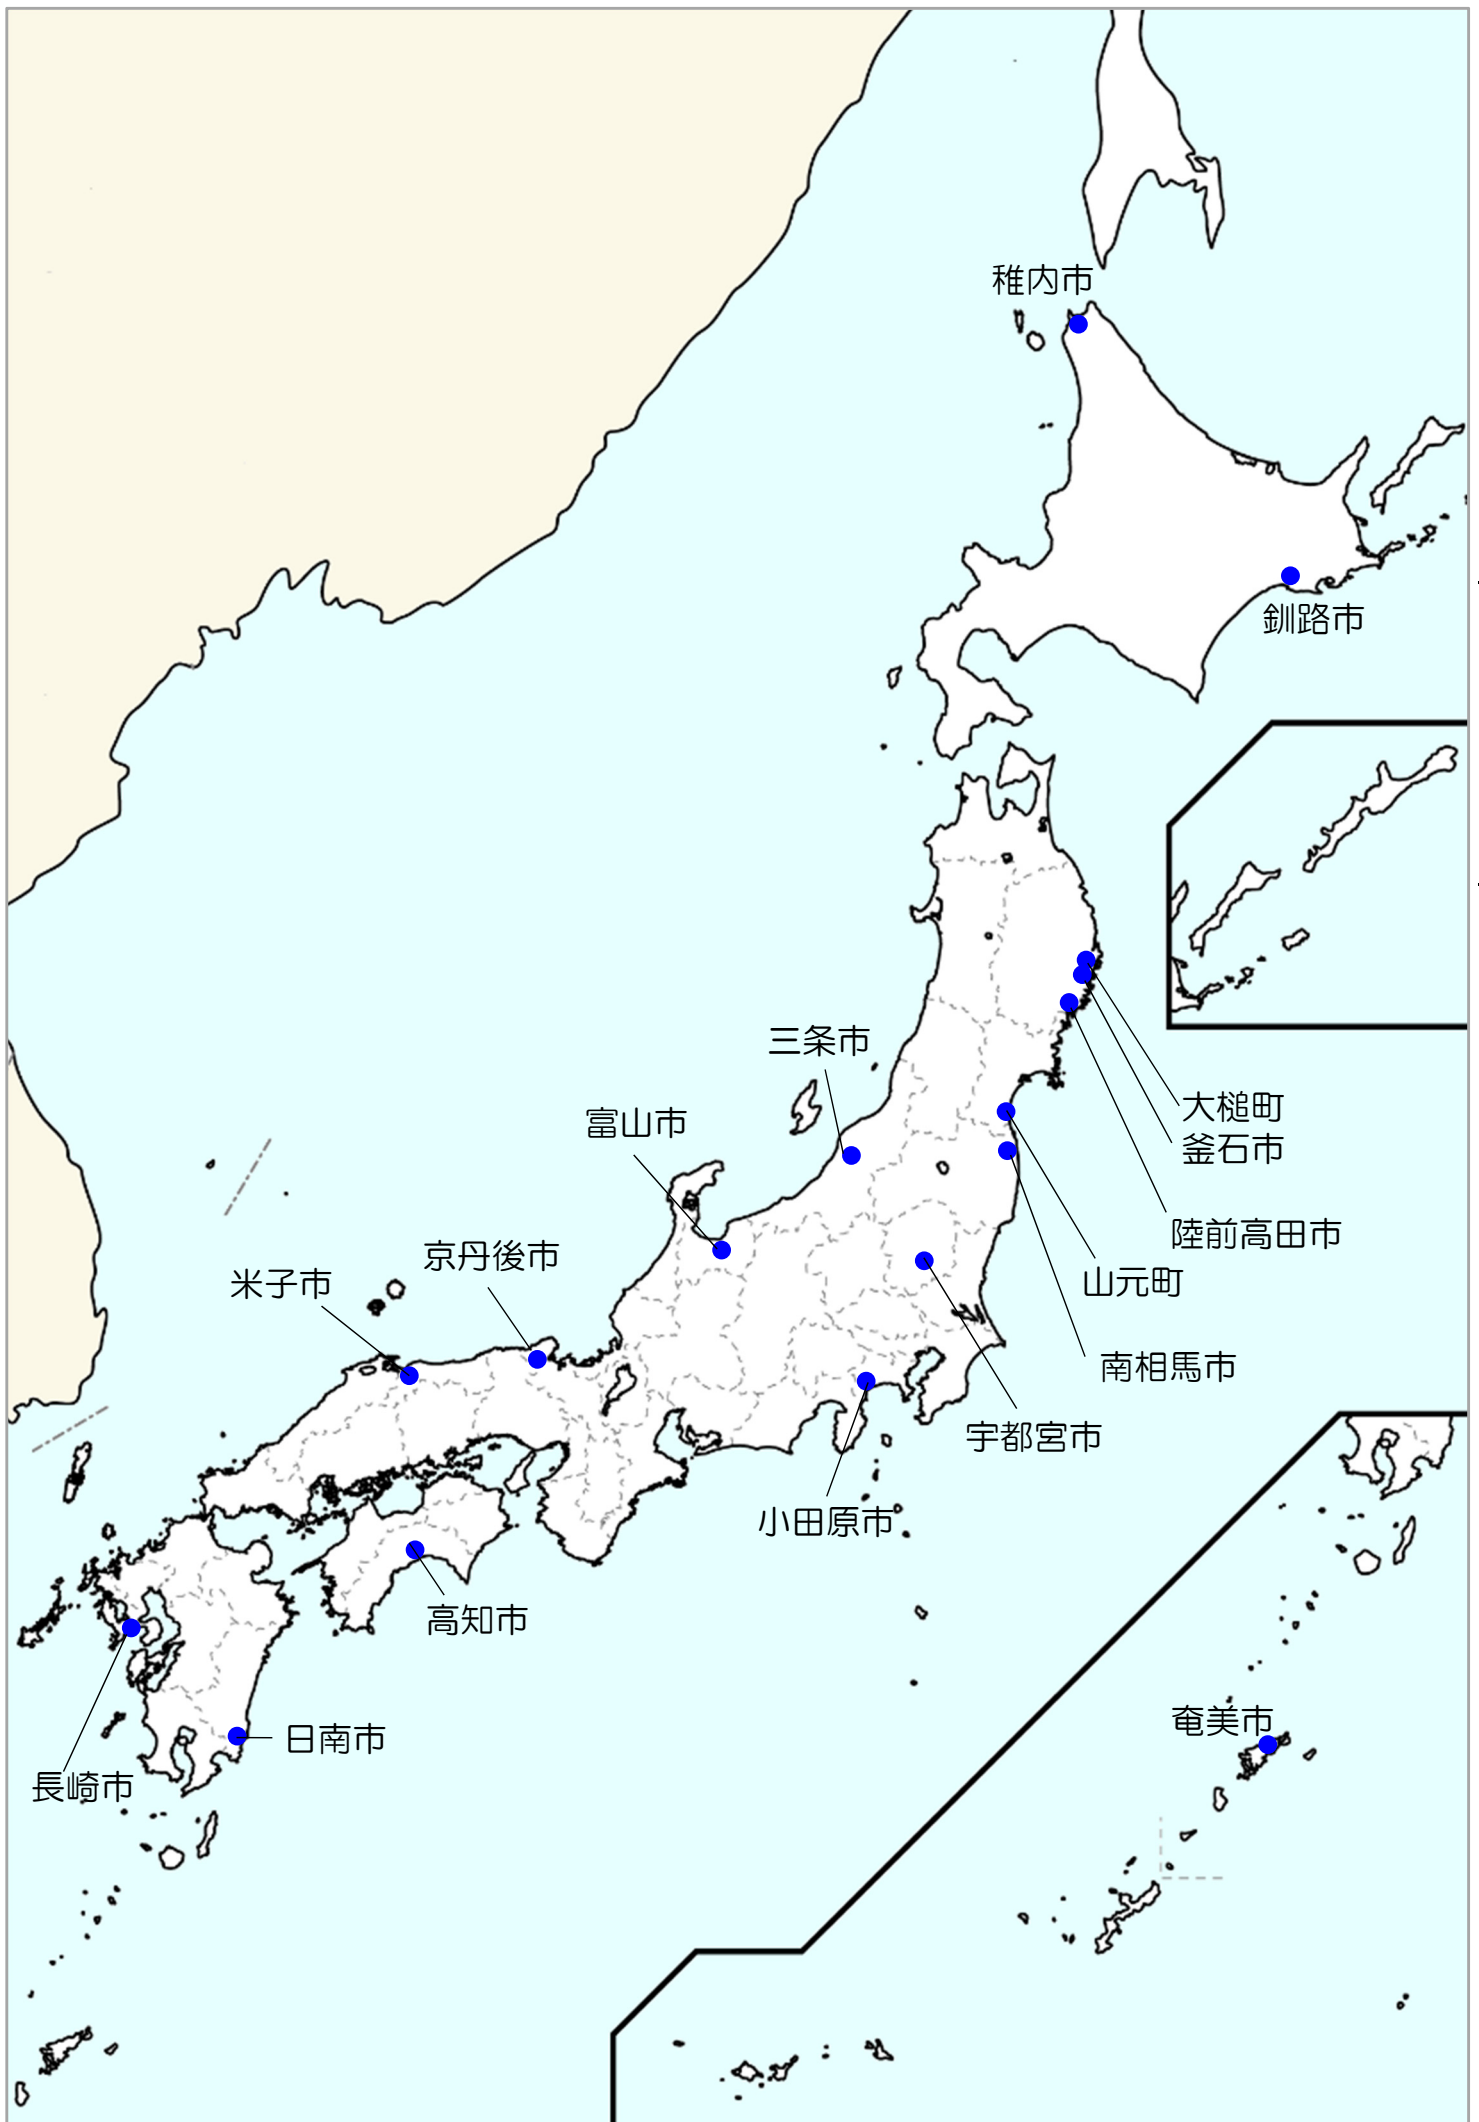 稚内市
釧路市
三条市
大槌町
富山市
釜石市
陸前高田市
京丹後市
米子市
山元町
南相馬市
宇都宮市
小田原市
高知市
奄美市
日南市
長崎市